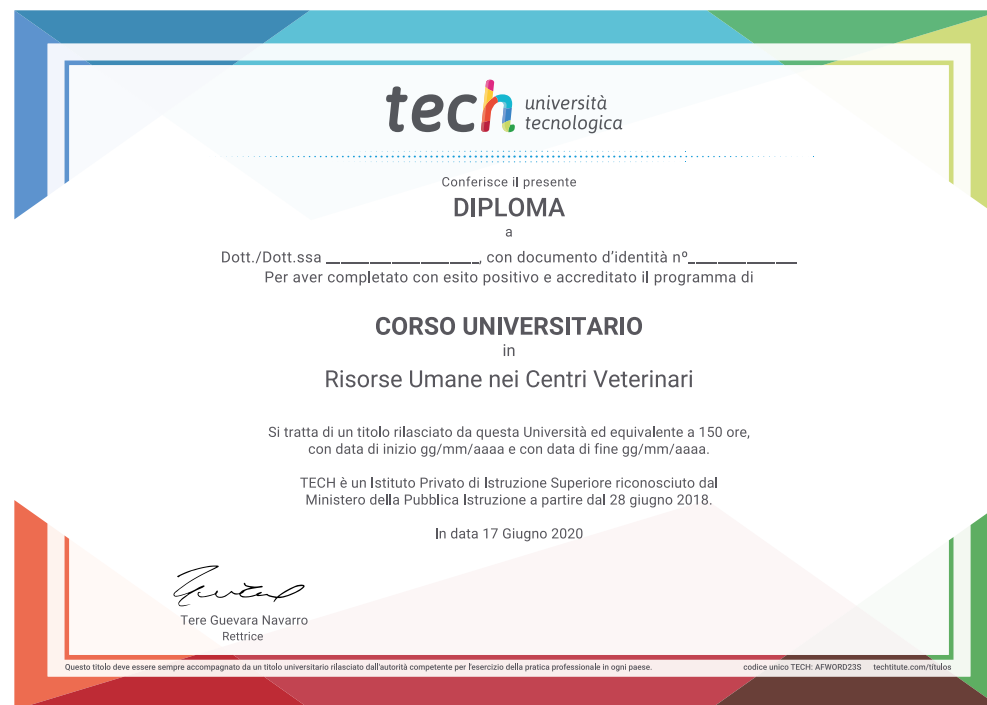 tech università
tecnologica
Conferisce il presente
DIPLOMA
a
Dott./Dott.ssa ___________________, con documento d'identità nº______________
Per aver completato con esito positivo e accreditato il programma di
CORSO UNIVERSITARIO
in
Risorse Umane nei Centri Veterinari
Si tratta di un titolo rilasciato da questa Università ed equivalente a 150 ore,
con data di inizio gg/mm/aaaa e con data di fine gg/mm/aaaa.
TECH è un Istituto Privato di Istruzione Superiore riconosciuto dal
Ministero della Pubblica Istruzione a partire dal 28 giugno 2018.
In data 17 Giugno 2020
Tere Guevara Navarro
Rettrice
Questo titolo deve essere sempre accompagnato da un titolo universitario rilasciato dall'autorità competente per l'esercizio della pratica professionale in ogni paese. codice unico TECH: AFWORD23S techtitute.com/títulos